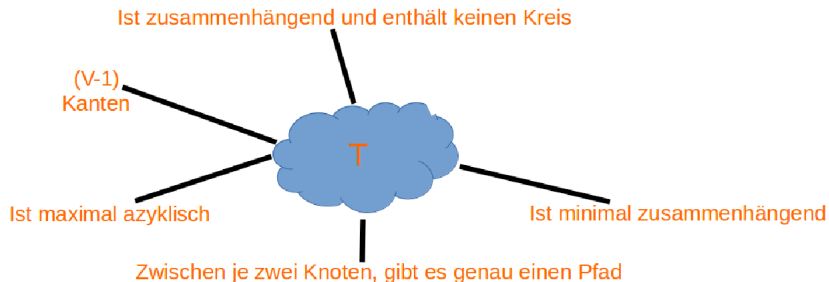 Ist zusammenhängend und enthält keinen Kreis
(V-1)
Kanten
T
Ist maximal azyklisch
Ist minimal zusammenhängend
Zwischen je zwei Knoten, gibt es genau einen Pfad